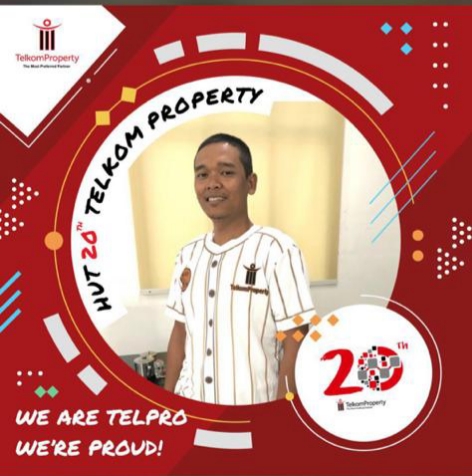 TelkomProperty
The Most Preferred Partner
HUT 20TH TELKOM PROPERTY
TelkomProperty
20TH
TelkomProperty
WE ARE TELPRO
WE'RE PROUD!